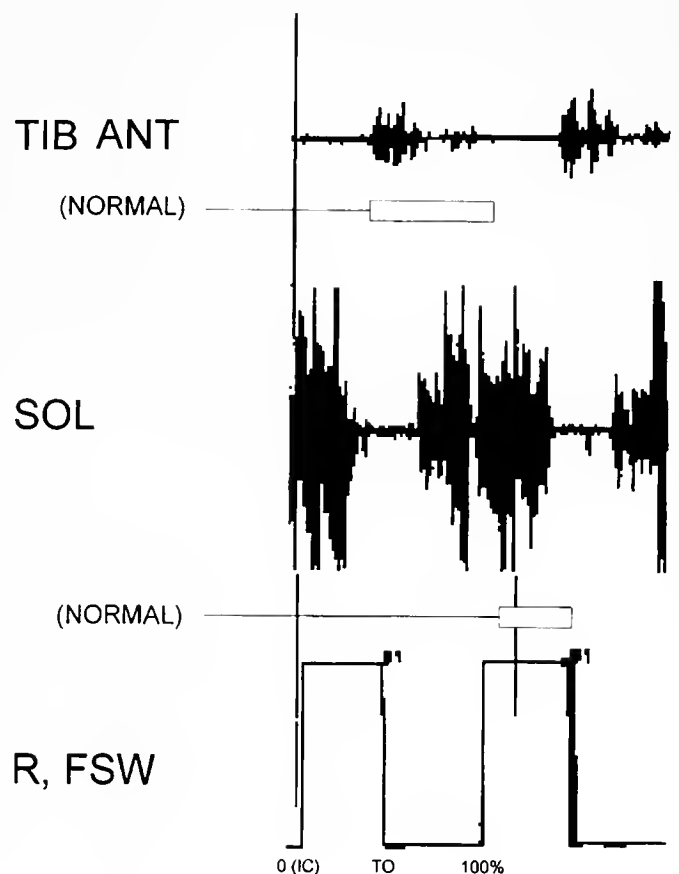 TIB ANT
(NORMAL)
SOL
(NORMAL)
R, FSW
0 (IC) TO 100%